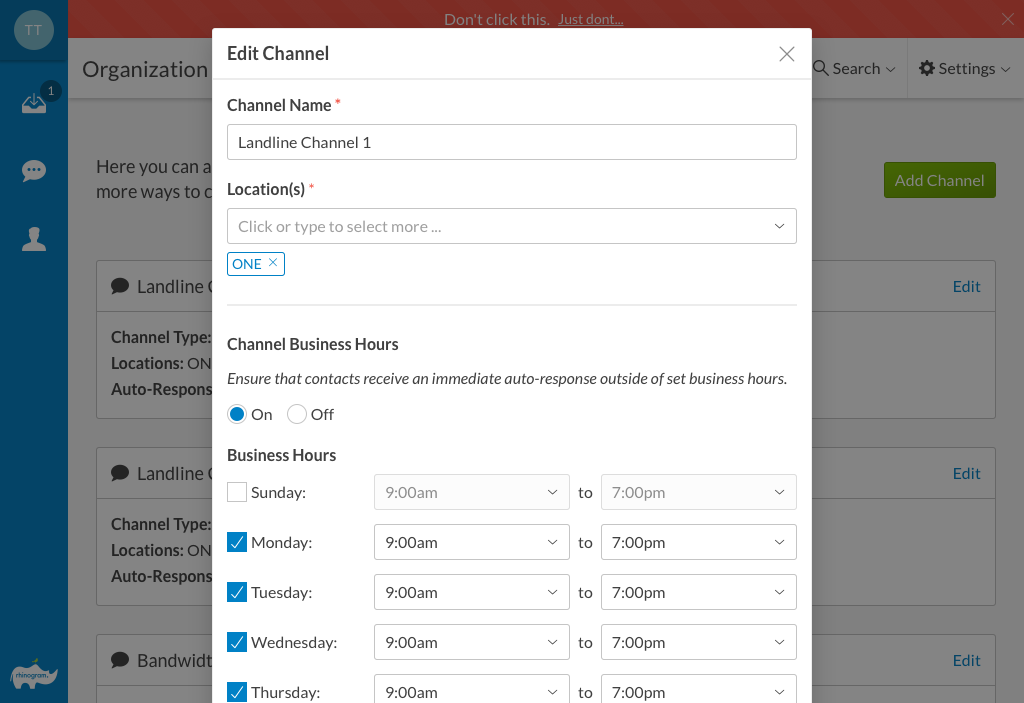 TT
Don't click this. Just dont...
1
Organization
Search
Settings
Here you can a
more ways to c
Add Channel
Edit Channel
Channel Name *
Landline Channel 1
Location(s) *
Click or type to select more ...
ONE
Channel Business Hours
Ensure that contacts receive an immediate auto-response outside of set business hours.
On Off
Business Hours
Sunday: 9:00am to 7:00pm
Monday: 9:00am to 7:00pm
Tuesday: 9:00am to 7:00pm
Wednesday: 9:00am to 7:00pm
Thursday: 9:00am to 7:00pm
Landline
Edit
Channel Type:
Locations: ON
Auto-Respons
Landline
Edit
Channel Type:
Locations: ON
Auto-Respons
Bandwidt
Edit
rhinogram